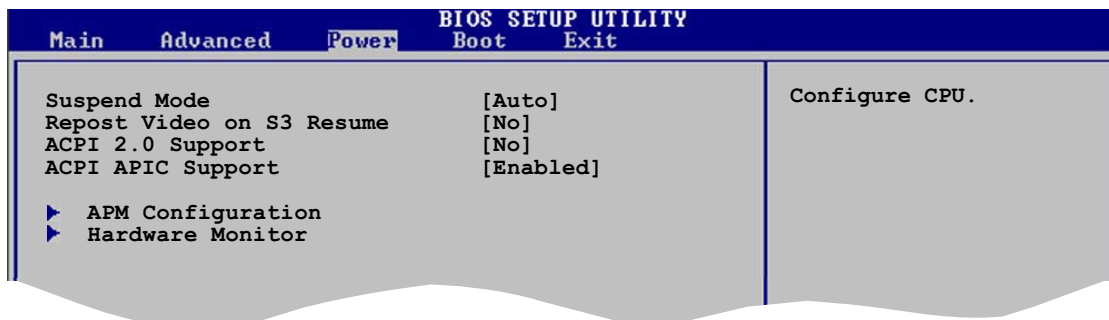 BIOS SETUP UTILITY
Main Advanced Power Boot Exit
Suspend Mode [Auto]
Repost Video on S3 Resume [No]
ACPI 2.0 Support [No]
ACPI APIC Support [Enabled]
APM Configuration
Hardware Monitor
Configure CPU.